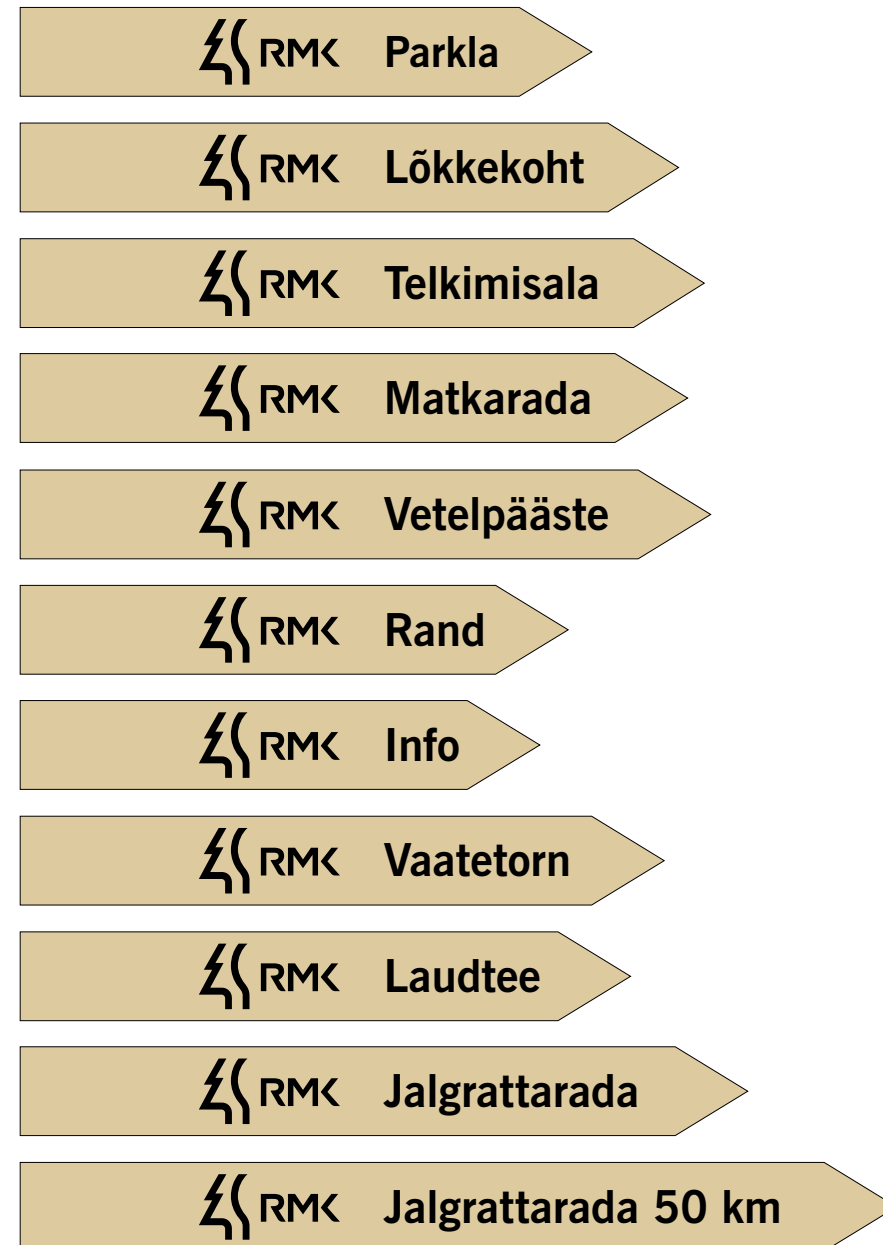 RMK Parkla
RMK Lõkkekoht
RMK Telkimisala
RMK Matkarada
RMK Vetelpääste
RMK Rand
RMK Info
RMK Vaatetorn
RMK Laudtee
RMK Jalgrattarada
RMK Jalgrattarada 50 km